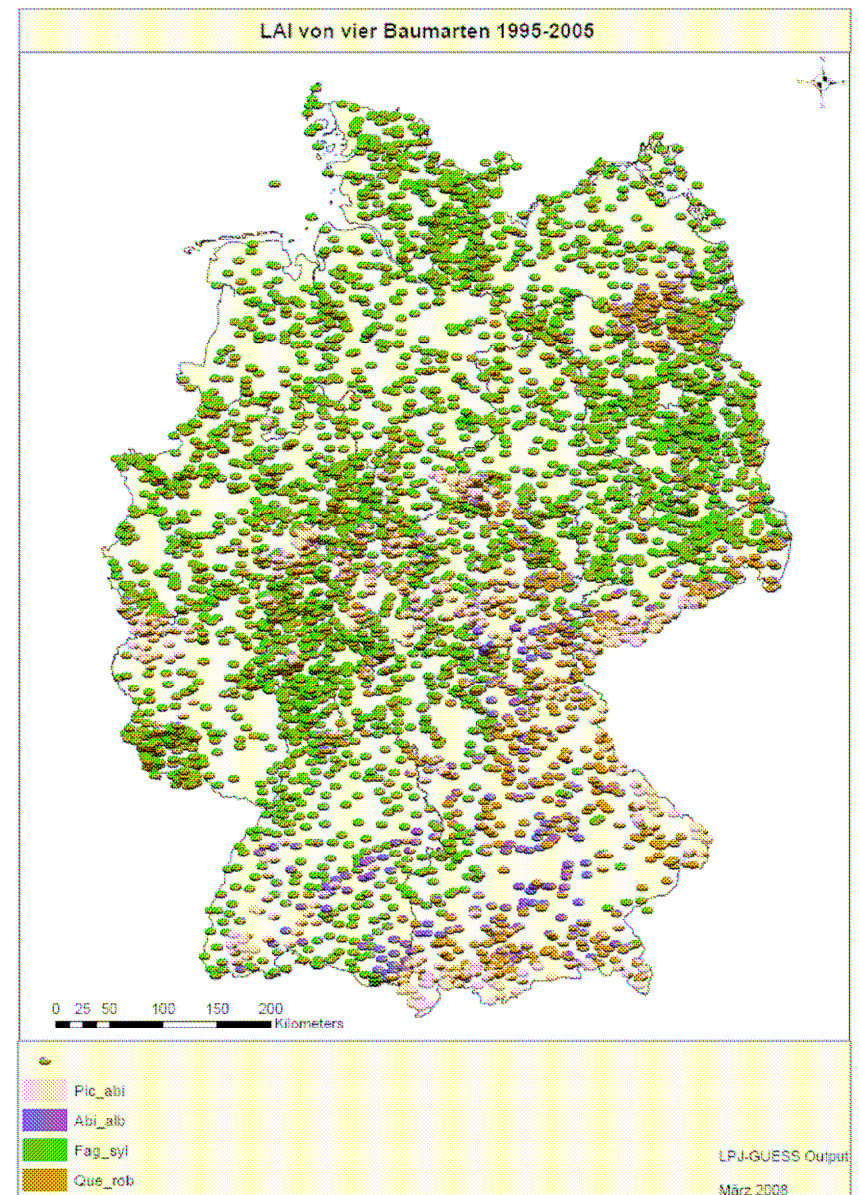 LAI von vier Baumarten 1995-2005
0 25 50 100 150 200
Kilometers
Pic_abi
Abi_alb
Fag_syl
Que_rob
LPJ-GUESS Output
März 2008